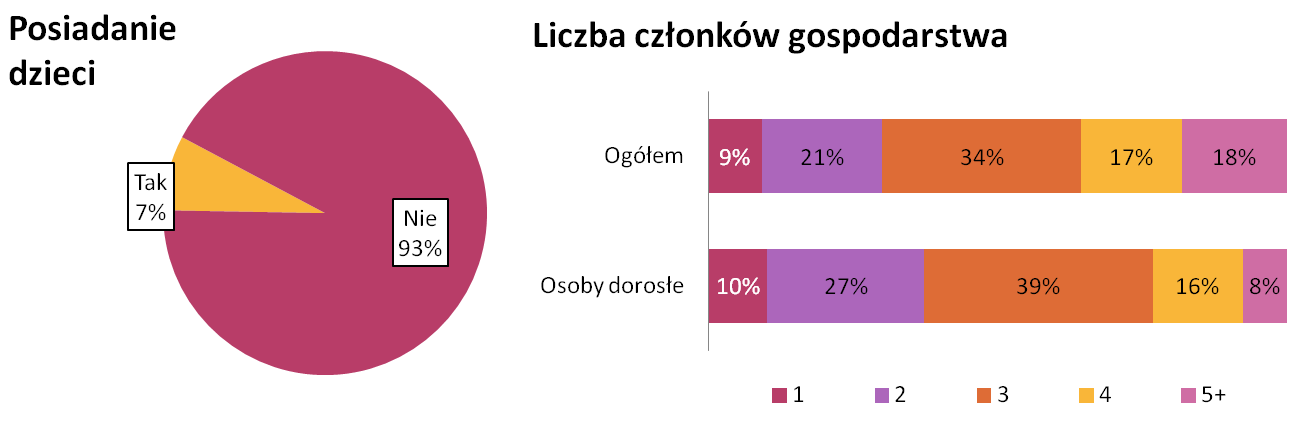 Posiadanie
dzieci
Tak
7%
Nie
93%
Liczba członków gospodarstwa
Ogółem
9%
21%
34%
17%
18%
Osoby dorosłe
10%
27%
39%
16%
8%
1
2
3
4
5+